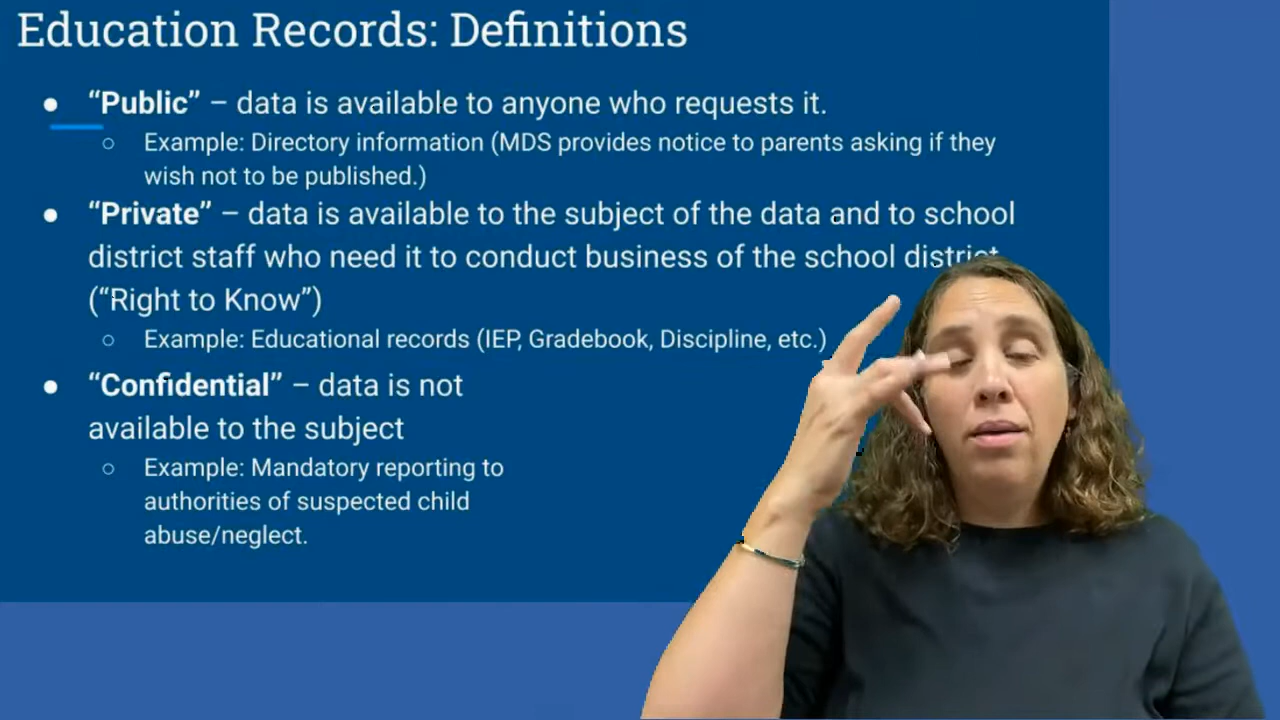 Education Records: Definitions
● “Public” – data is available to anyone who requests it.
○ Example: Directory information (MDS provides notice to parents asking if they
wish not to be published.)
● “Private” – data is available to the subject of the data and to school
district staff who need it to conduct business of the school district
(“Right to Know”)
○ Example: Educational records (IEP, Gradebook, Discipline, etc.)
● “Confidential” – data is not
available to the subject
○ Example: Mandatory reporting to
authorities of suspected child
abuse/neglect.